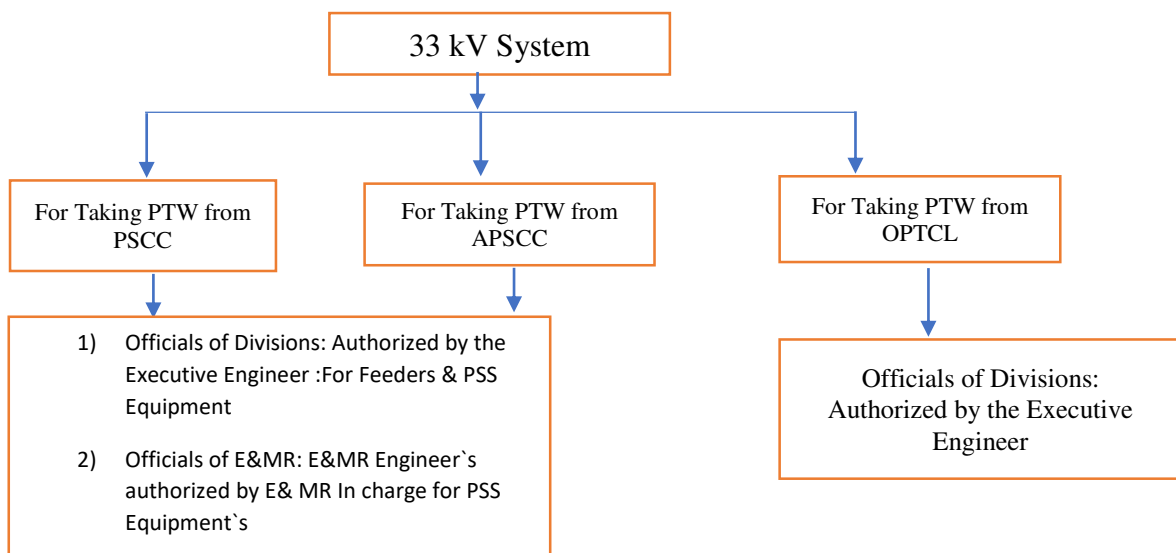 33 kV System
For Taking PTW from
PSCC
For Taking PTW from
APSCC
For Taking PTW from
OPTCL
1) Officials of Divisions: Authorized by the
Executive Engineer :For Feeders & PSS
Equipment
2) Officials of E&MR: E&MR Engineer`s
authorized by E& MR In charge for PSS
Equipment`s
Officials of Divisions:
Authorized by the Executive
Engineer